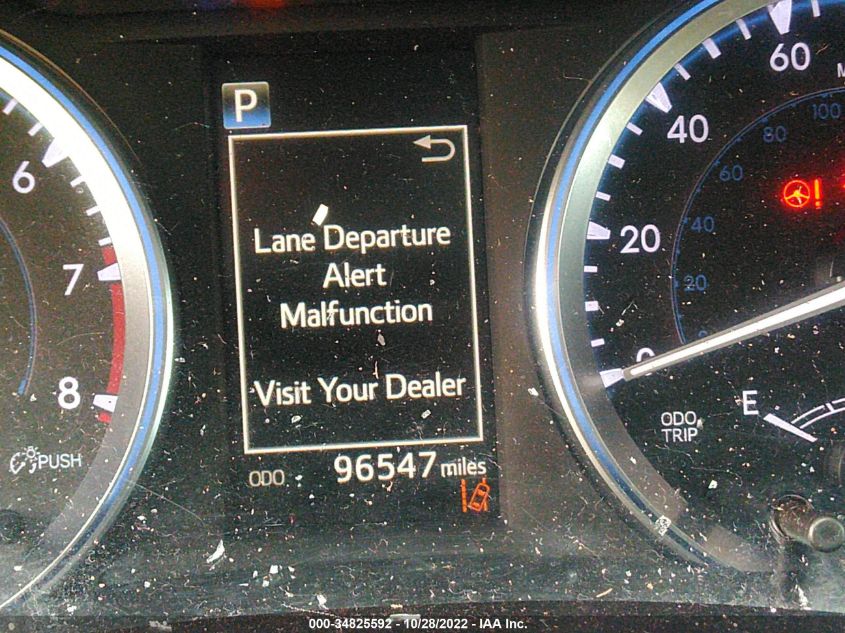 P
Lane Departure
Alert
Malfunction
Visit Your Dealer
ODO 96547 miles
6
7
8
PUSH
60
40
20
0
100
80
60
40
20
0
!
ODO
TRIP
E
000-34825592 - 10/28/2022 - IAA Inc.